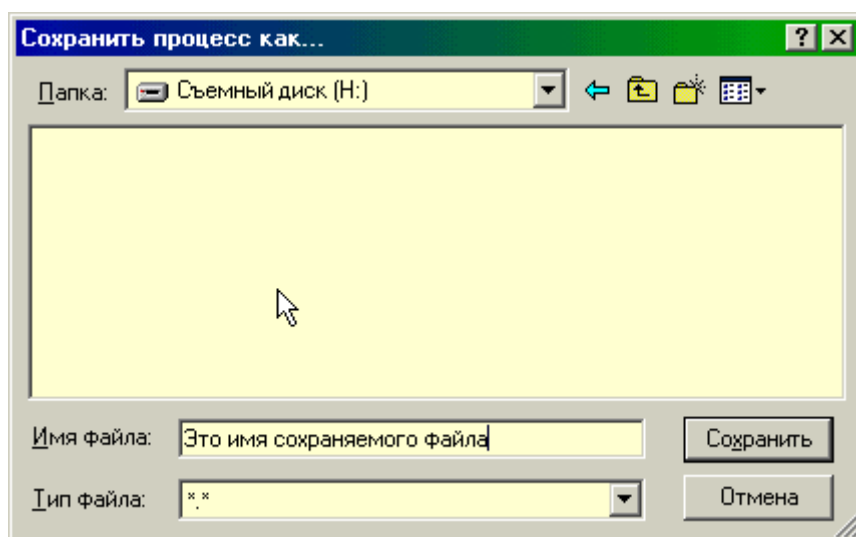 Сохранить процесс как...
Папка: Съемный диск (H:)
Имя файла: Это имя сохраняемого файла Сохранить
Тип файла: *.* Отмена